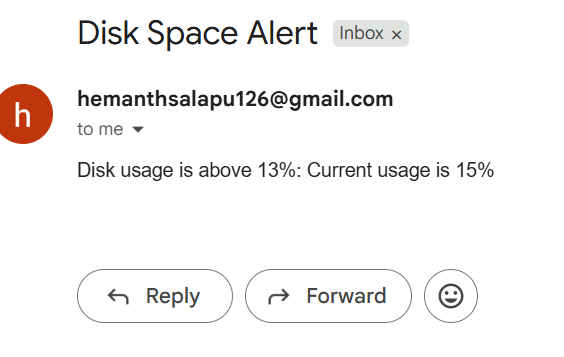 Disk Space Alert Inbox ×
h
hemanthsalapu126@gmail.com
to me
Disk usage is above 13%: Current usage is 15%
Reply Forward